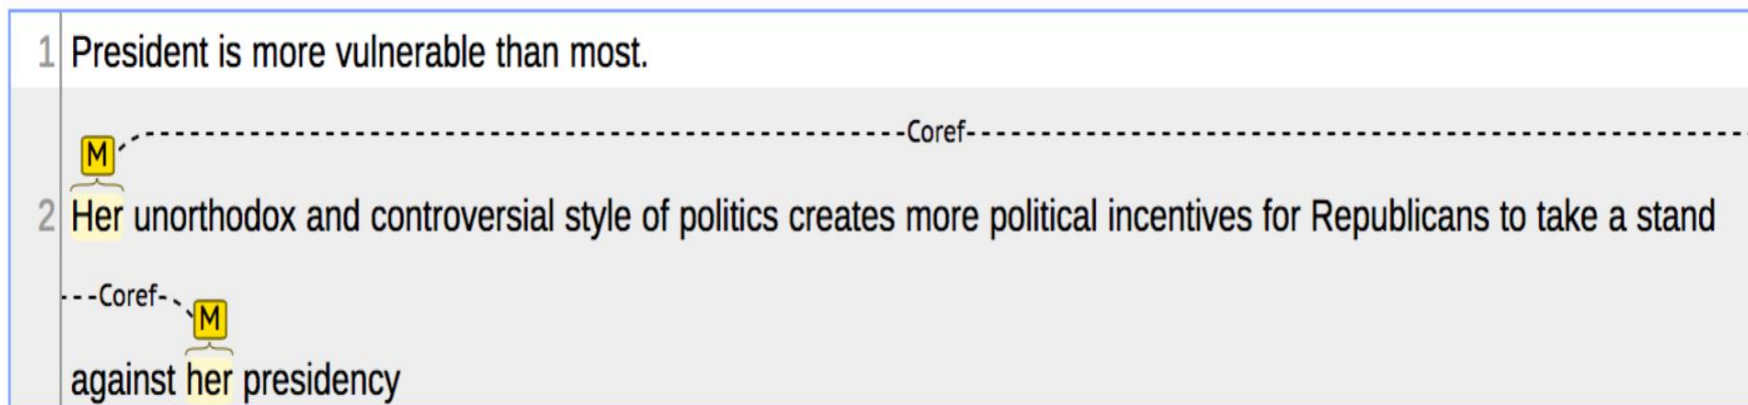 1 President is more vulnerable than most.
Coref
M
2 Her unorthodox and controversial style of politics creates more political incentives for Republicans to take a stand
Coref
M
against her presidency